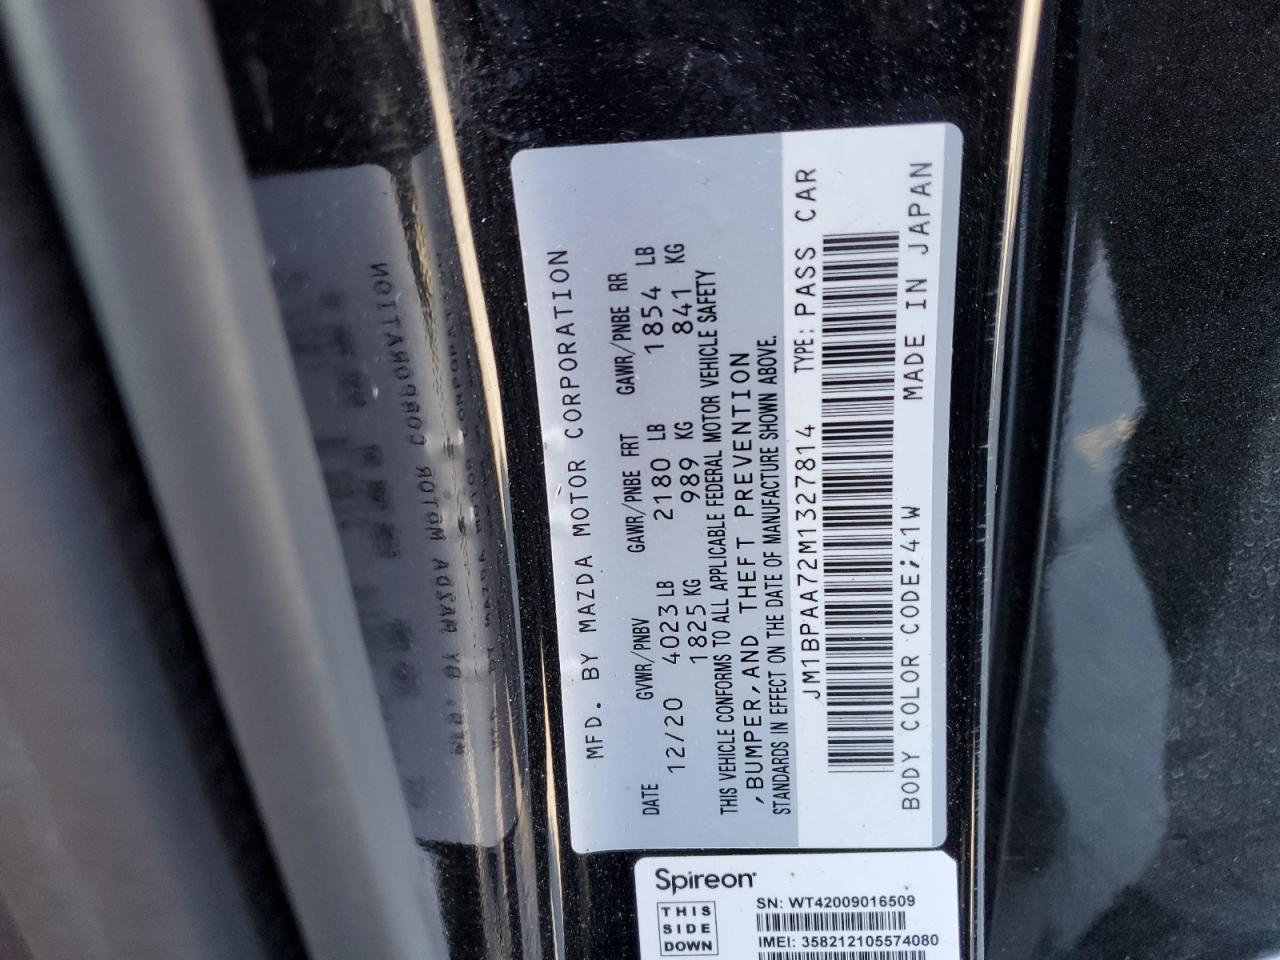 MFD. BY MAZDA MOTOR CORPORATION
DATE GVWR/PNBV GAWR/PNBE FRT GAWR/PNBE RR
12/20 4023 LB 2180 LB 1854 LB
1825 KG 989 KG 841 KG
THIS VEHICLE CONFORMS TO ALL APPLICABLE FEDERAL MOTOR VEHICLE SAFETY
,BUMPER,AND THEFT PREVENTION
STANDARDS IN EFFECT ON THE DATE OF MANUFACTURE SHOWN ABOVE.
JM1BPAA72M1327814 TYPE: PASS CAR
BODY COLOR CODE;41W MADE IN JAPAN
Spireon
THIS
SIDE
DOWN
SN: WT42009016509
IMEI: 358212105574080